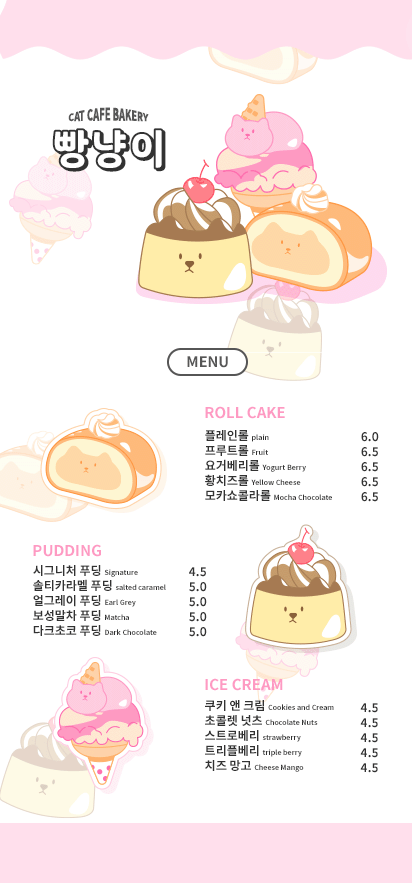 CAT CAFE BAKERY
빵냥이
MENU
ROLL CAKE
플레인롤 plain 6.0
프루트롤 Fruit 6.5
요거베리롤 Yogurt Berry 6.5
황치즈롤 Yellow Cheese 6.5
모카쇼콜라롤 Mocha Chocolate 6.5
PUDDING
시그니처 푸딩 Signature 4.5
솔티카라멜 푸딩 salted caramel 5.0
얼그레이 푸딩 Earl Grey 5.0
보성말차 푸딩 Matcha 5.0
다크초코 푸딩 Dark Chocolate 5.0
ICE CREAM
쿠키 앤 크림 Cookies and Cream 4.5
초콜렛 넛츠 Chocolate Nuts 4.5
스트로베리 strawberry 4.5
트리플베리 triple berry 4.5
치즈 망고 Cheese Mango 4.5